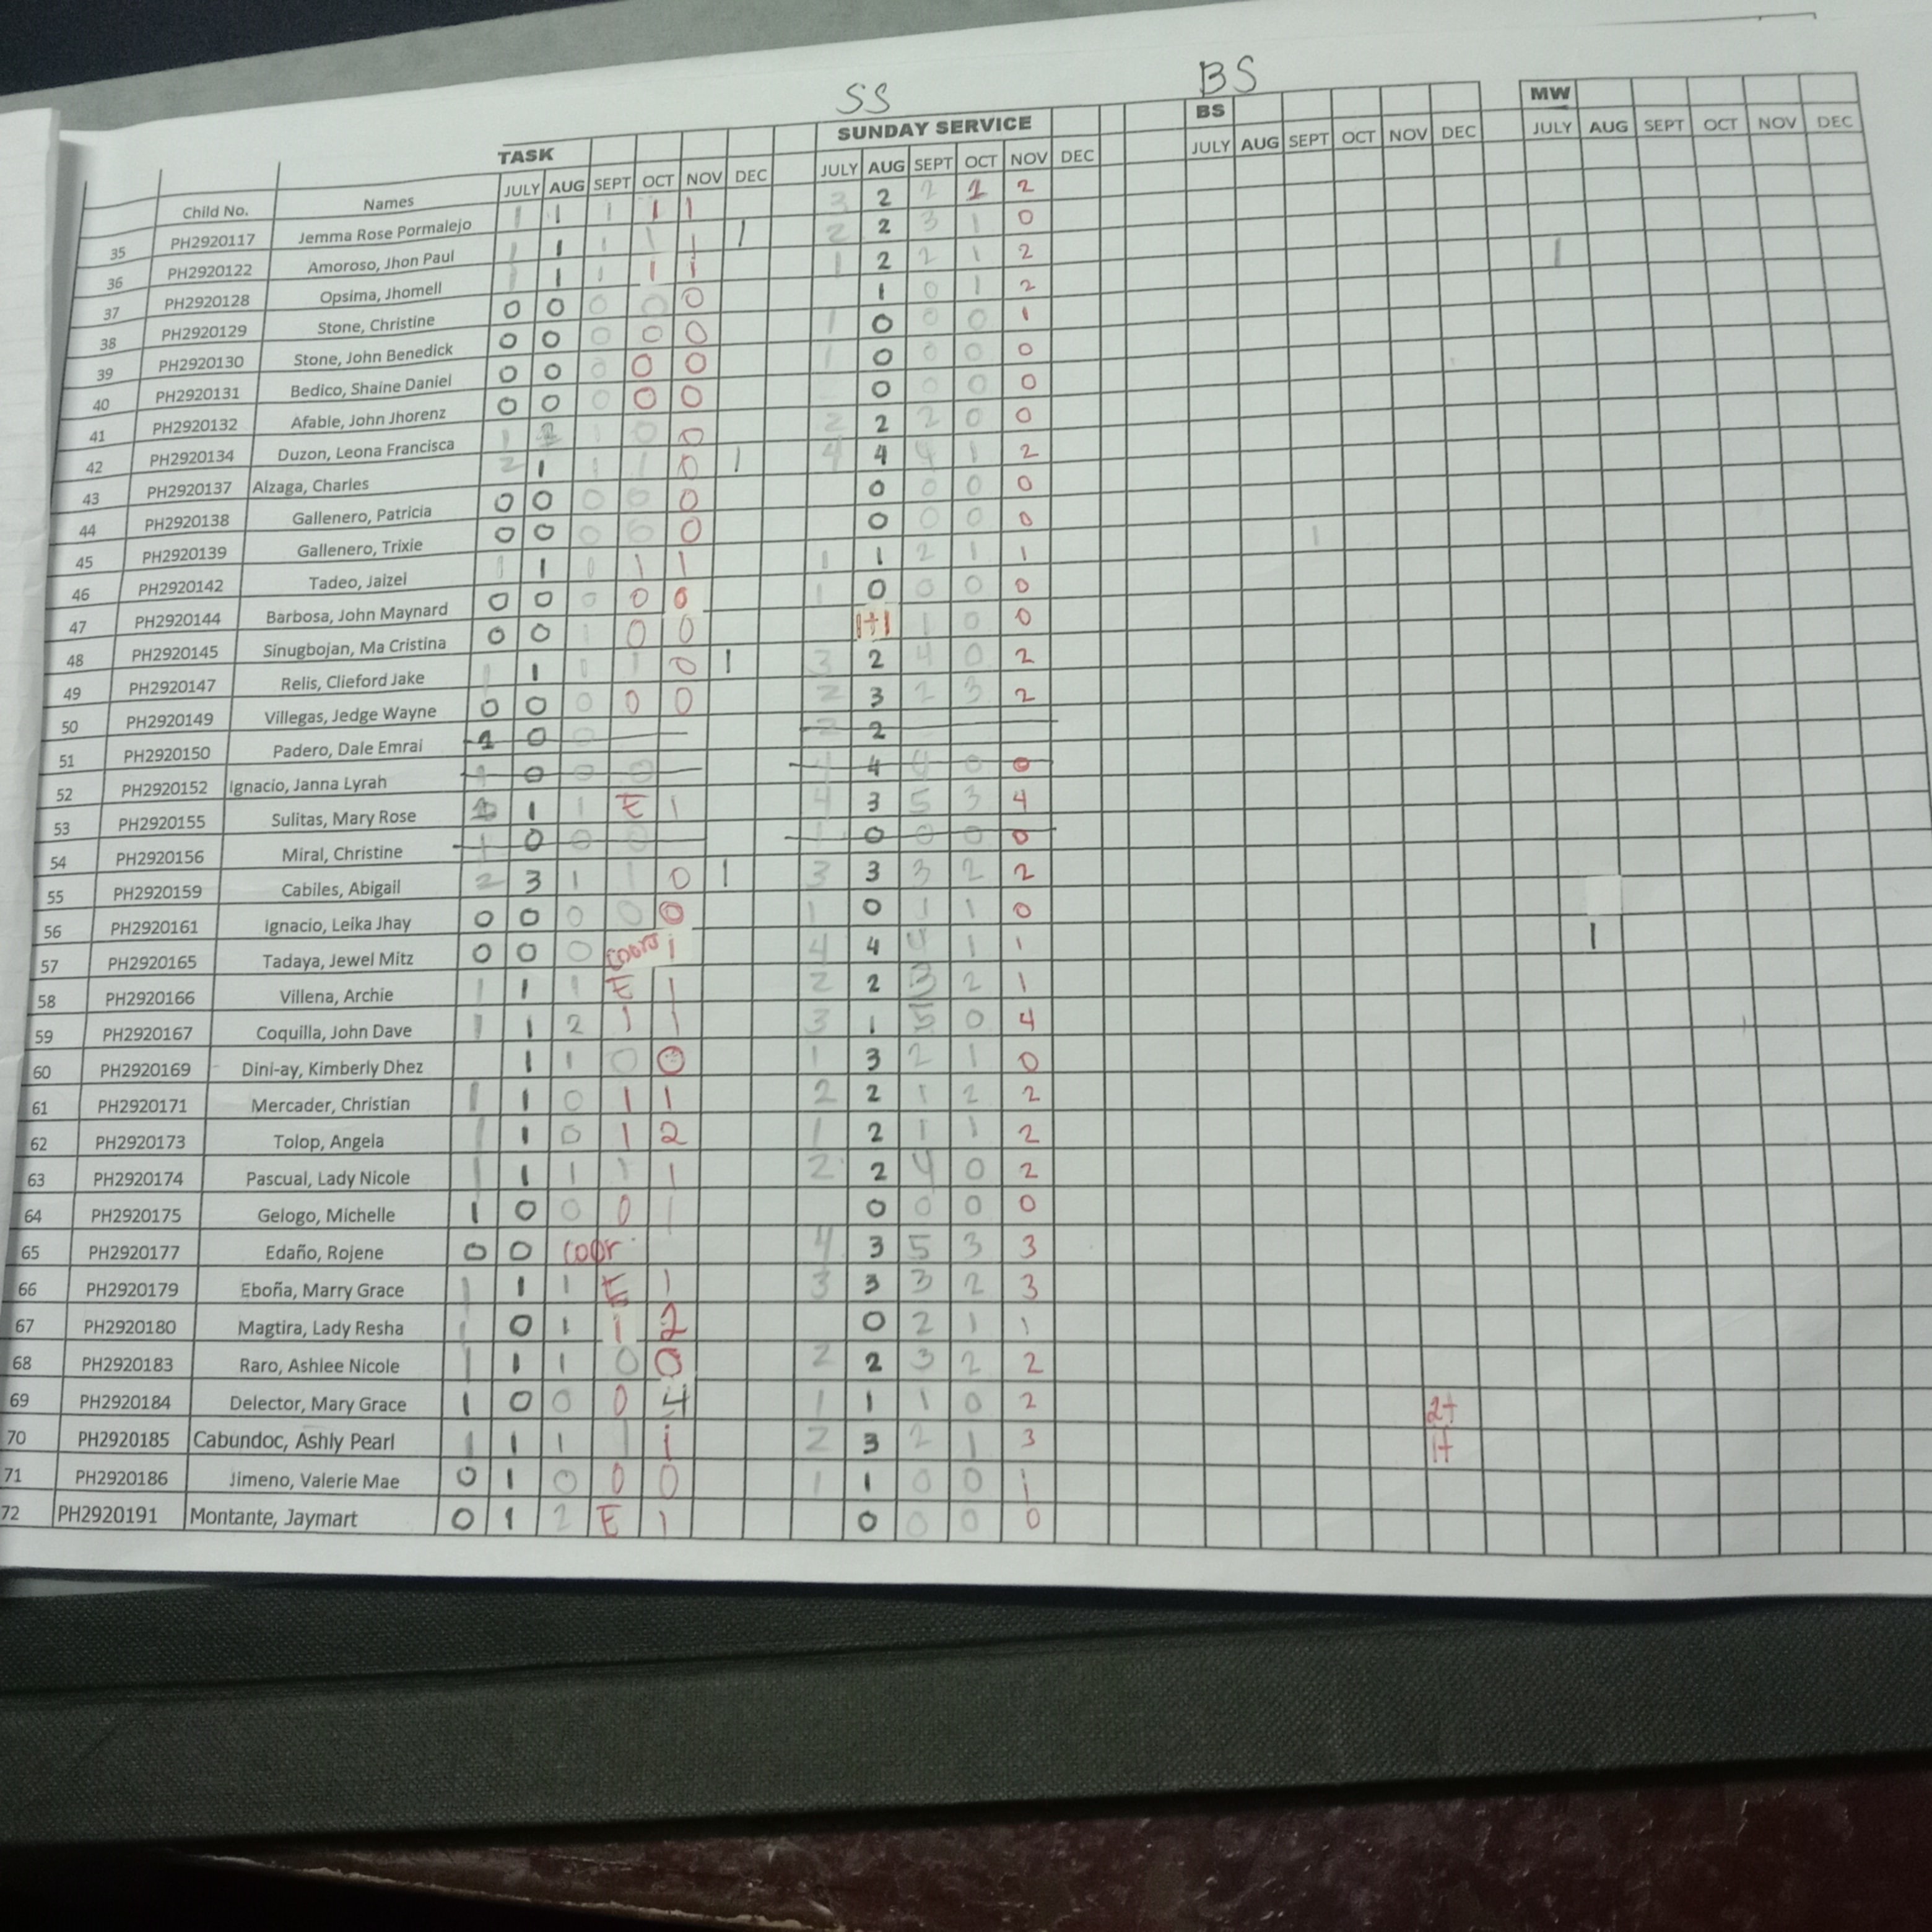 SS BS
TASK SUNDAY SERVICE BS MW
Child No. Names JULY AUG SEPT OCT NOV DEC JULY AUG SEPT OCT NOV DEC JULY AUG SEPT OCT NOV DEC JULY AUG SEPT OCT NOV DEC
35 PH2920117 Jemma Rose Pormalejo 1 1 1 1 1 3 2 2 1 2
36 PH2920122 Amoroso, Jhon Paul 1 1 1 1 1 1 2 2 3 1 0
37 PH2920128 Opsima, Jhomell 1 1 1 1 1 1 2 2 1 2 1
38 PH2920129 Stone, Christine 0 0 0 0 0 1 0 1 2
39 PH2920130 Stone, John Benedick 0 0 0 0 0 1 0 0 0 1
40 PH2920131 Bedico, Shaine Daniel 0 0 0 0 0 1 0 0 0 0
41 PH2920132 Afable, John Jhorenz 0 0 0 0 0 0 0 0 0
42 PH2920134 Duzon, Leona Francisca 1 1 0 0 2 2 2 0 0
43 PH2920137 Alzaga, Charles 2 1 1 1 0 1 4 4 4 1 2
44 PH2920138 Gallenero, Patricia 0 0 0 0 0 0 0 0 0
45 PH2920139 Gallenero, Trixie 0 0 0 0 0 0 0 0 0
46 PH2920142 Tadeo, Jaizel 1 1 1 1 1 1 1 2 1 1 1
47 PH2920144 Barbosa, John Maynard 0 0 0 0 0 1 0 0 0 0
48 PH2920145 Sinugbojan, Ma Cristina 0 0 1 0 0 1+1 1 0 0
49 PH2920147 Relis, Clieford Jake 1 1 1 1 0 1 3 2 4 0 2
50 PH2920149 Villegas, Jedge Wayne 0 0 0 0 0 2 3 2 3 2
51 PH2920150 Padero, Dale Emrai 1 0 0 2 2
52 PH2920152 Ignacio, Janna Lyrah 1 0 0 0 4 4 4 0 0
53 PH2920155 Sulitas, Mary Rose 1 1 E 1 4 3 5 3 4
54 PH2920156 Miral, Christine 1 0 0 0 1 0 0 0 0
55 PH2920159 Cabiles, Abigail 2 3 1 1 0 1 3 3 3 2 2
56 PH2920161 Ignacio, Leika Jhay 0 0 0 0 0 1 0 1 1 0
57 PH2920165 Tadaya, Jewel Mitz 0 0 0 coor 1 4 4 4 1 1 1
58 PH2920166 Villena, Archie 1 1 1 E 1 2 2 3 2 1
59 PH2920167 Coquilla, John Dave 1 1 2 1 1 3 1 5 0 4
60 PH2920169 Dini-ay, Kimberly Dhez 1 1 0 0 1 3 2 1 0
61 PH2920171 Mercader, Christian 1 1 0 1 1 2 2 1 2 2
62 PH2920173 Tolop, Angela 1 1 0 1 2 1 2 1 1 2
63 PH2920174 Pascual, Lady Nicole 1 1 1 1 1 2 2 4 0 2
64 PH2920175 Gelogo, Michelle 1 0 0 0 1 0 0 0 0
65 PH2920177 Edaño, Rojene 0 0 coor 4 3 5 3 3
66 PH2920179 Eboña, Marry Grace 1 1 1 E 1 3 3 3 2 3
67 PH2920180 Magtira, Lady Resha 1 0 1 1 2 0 2 1 1
68 PH2920183 Raro, Ashlee Nicole 1 1 1 0 0 2 2 3 2 2
69 PH2920184 Delector, Mary Grace 1 0 0 0 4 1 1 1 0 2 2+
70 PH2920185 Cabundoc, Ashly Pearl 1 1 1 1 1 2 3 2 1 3 1+
71 PH2920186 Jimeno, Valerie Mae 0 1 0 0 0 1 1 0 0 1
72 PH2920191 Montante, Jaymart 0 1 2 E 1 0 0 0 0